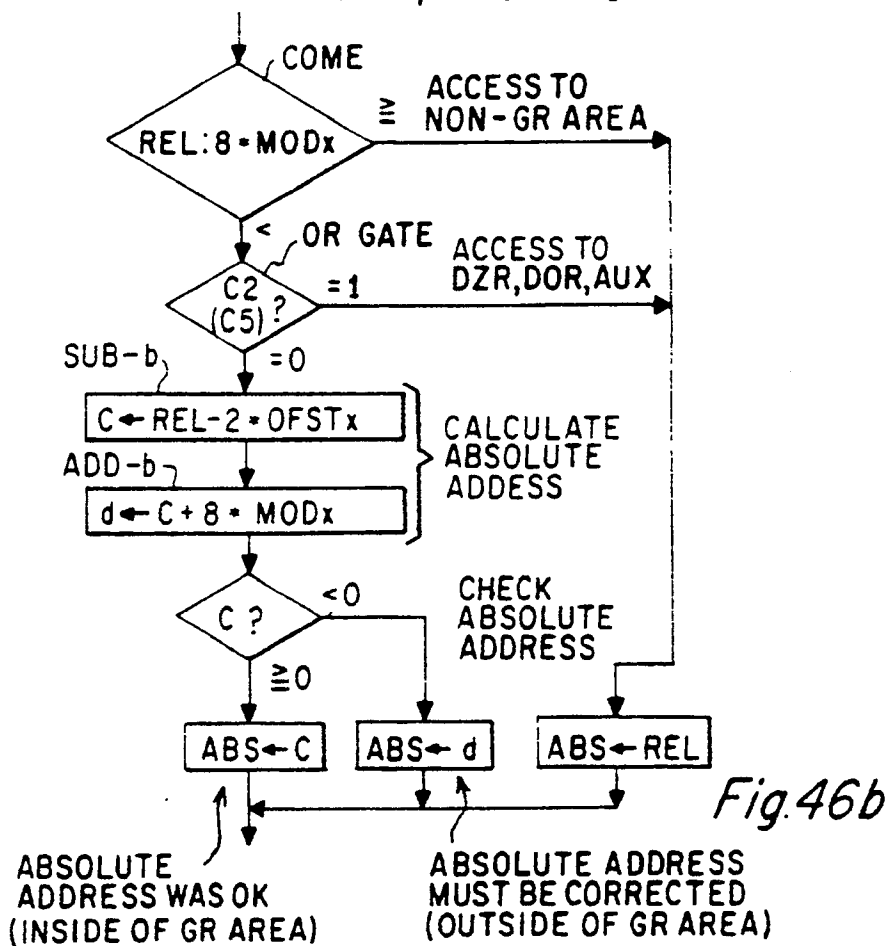 COME
ACCESS TO
NON-GR AREA
≧
REL:8*MODx
<
OR GATE
ACCESS TO
DZR,DOR,AUX
C2
(C5)
?
=1
=0
SUB-b
C←REL-2*OFSTx
CALCULATE
ABSOLUTE
ADDESS
ADD-b
d←C+8*MODx
CHECK
ABSOLUTE
ADDRESS
<0
C ?
≧0
ABS←C
ABS←d
ABS←REL
Fig.46b
ABSOLUTE
ADDRESS WAS OK
(INSIDE OF GR AREA)
ABSOLUTE ADDRESS
MUST BE CORRECTED
(OUTSIDE OF GR AREA)